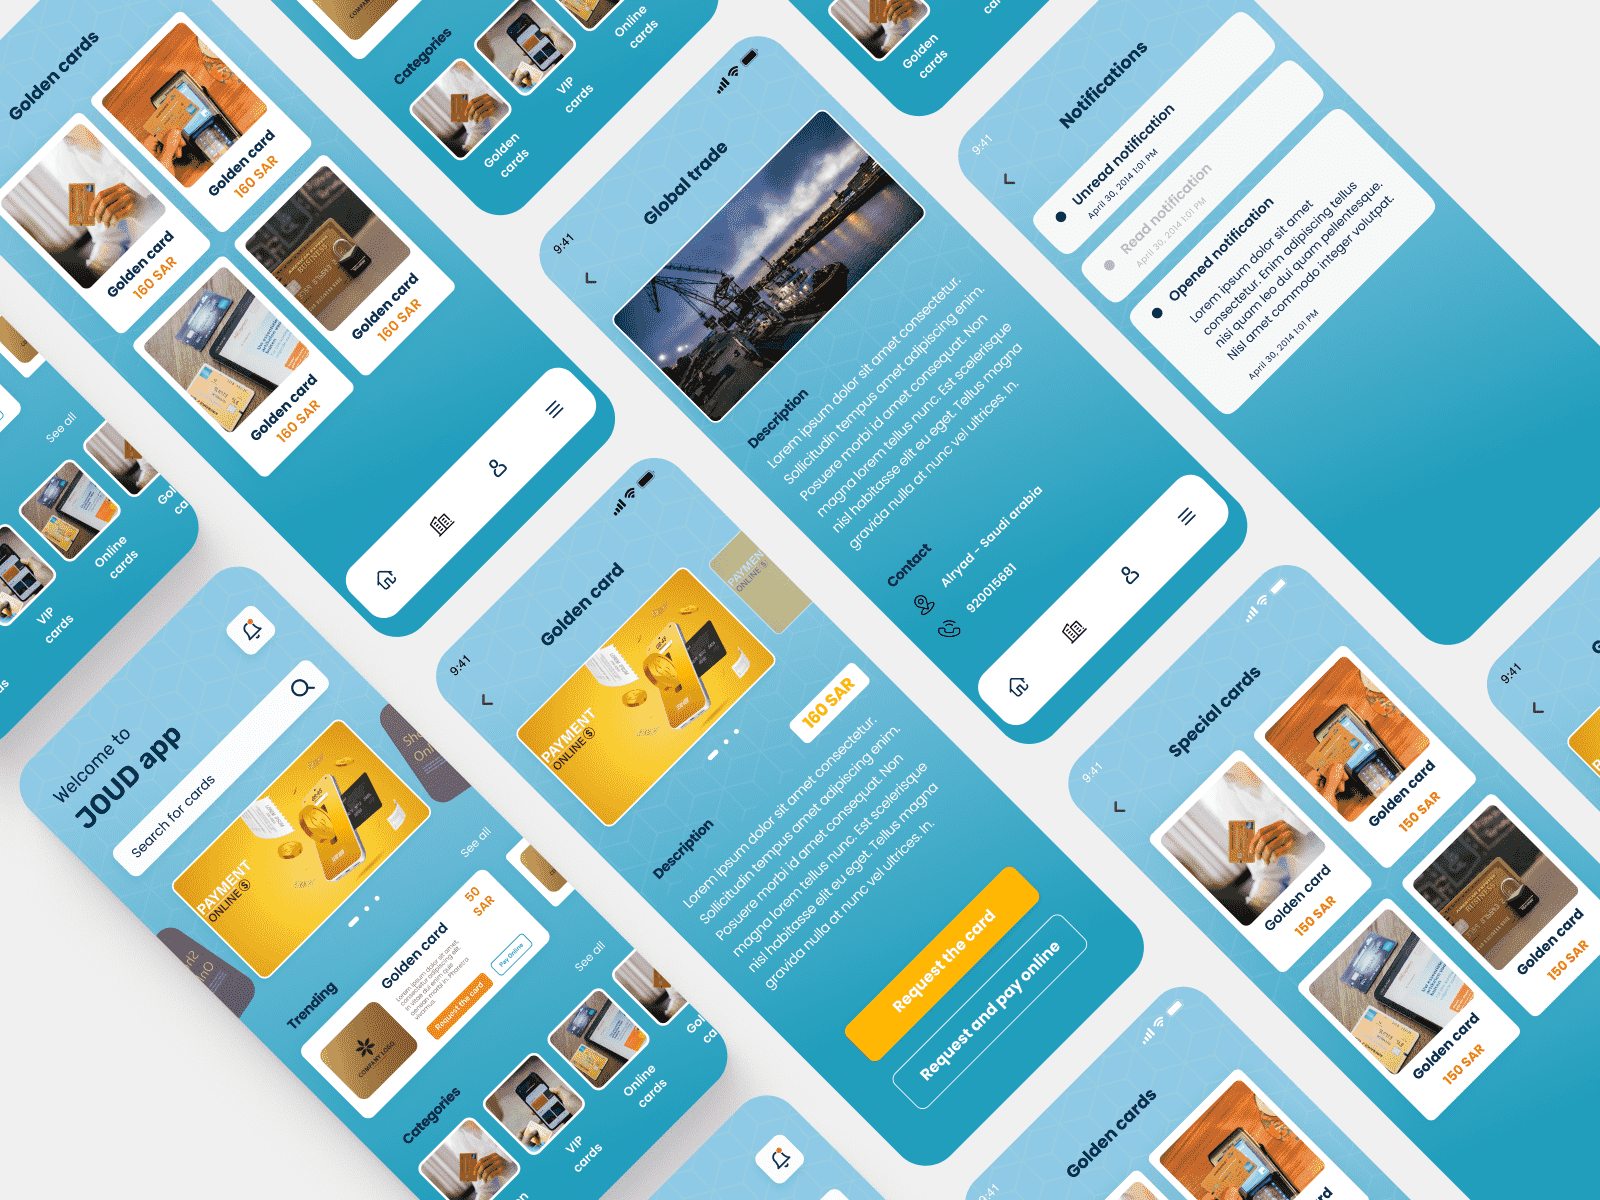 Golden cards
Golden card
160 SAR
Golden card
160 SAR
Golden card
160 SAR
Golden card
160 SAR
Categories
Golden
cards
VIP
cards
Online
cards
Golden
cards
9:41
Global trade
Description
Lorem ipsum dolor sit amet consectetur.
Sollicitudin tempus amet adipiscing enim.
Posuere morbi id amet consequat. Non
magna lorem tellus nunc. Est scelerisque
nisl habitasse elit eu eget. Tellus magna
gravida nulla at nunc vel ultrices. In.
Contact
Alryad - Saudi arabia
920015681
9:41
Notifications
Unread notification
April 30, 2014 1:01 PM
Read notification
April 30, 2014 1:01 PM
Opened notification
Lorem ipsum dolor sit amet
consectetur. Enim adipiscing tellus
nisi quam leo dui quam pellentesque.
Nisl amet commodo integer volutpat.
April 30, 2014 1:01 PM
See all
VIP
cards
Online
cards
Welcome to
JOUD app
Search for cards
PAYMENT
ONLINE
See all
Trending
COMPANY LOGO
Golden card
50
SAR
Lorem ipsum dolor sit amet
consectetur adipiscing elit.
Request the card
Pay Online
See all
Categories
VIP
cards
Online
cards
9:41
Golden card
PAYMENT
ONLINE
PAYMENT
ONLINE
160 SAR
Description
Lorem ipsum dolor sit amet consectetur.
Sollicitudin tempus amet adipiscing enim.
Posuere morbi id amet consequat. Non
magna lorem tellus nunc. Est scelerisque
nisl habitasse elit eu eget. Tellus magna
gravida nulla at nunc vel ultrices. In.
Request the card
Request and pay online
9:41
Special cards
Golden card
150 SAR
Golden card
150 SAR
Golden card
150 SAR
Golden card
150 SAR
9:41
9:41
Golden cards